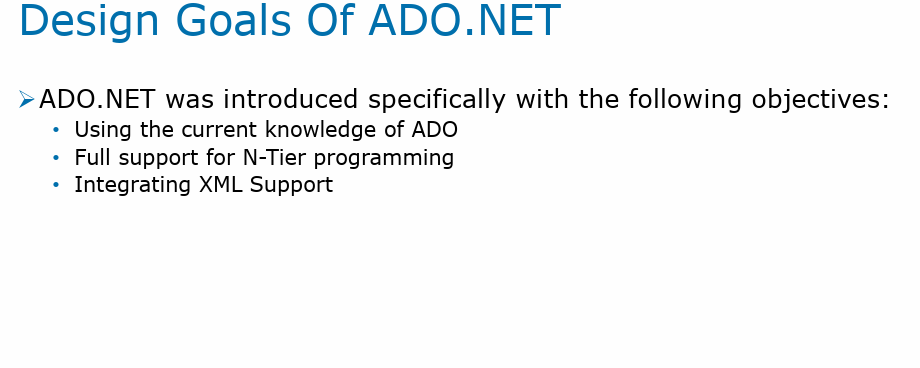 Design Goals Of ADO.NET
➢ADO.NET was introduced specifically with the following objectives:
• Using the current knowledge of ADO
• Full support for N-Tier programming
• Integrating XML Support